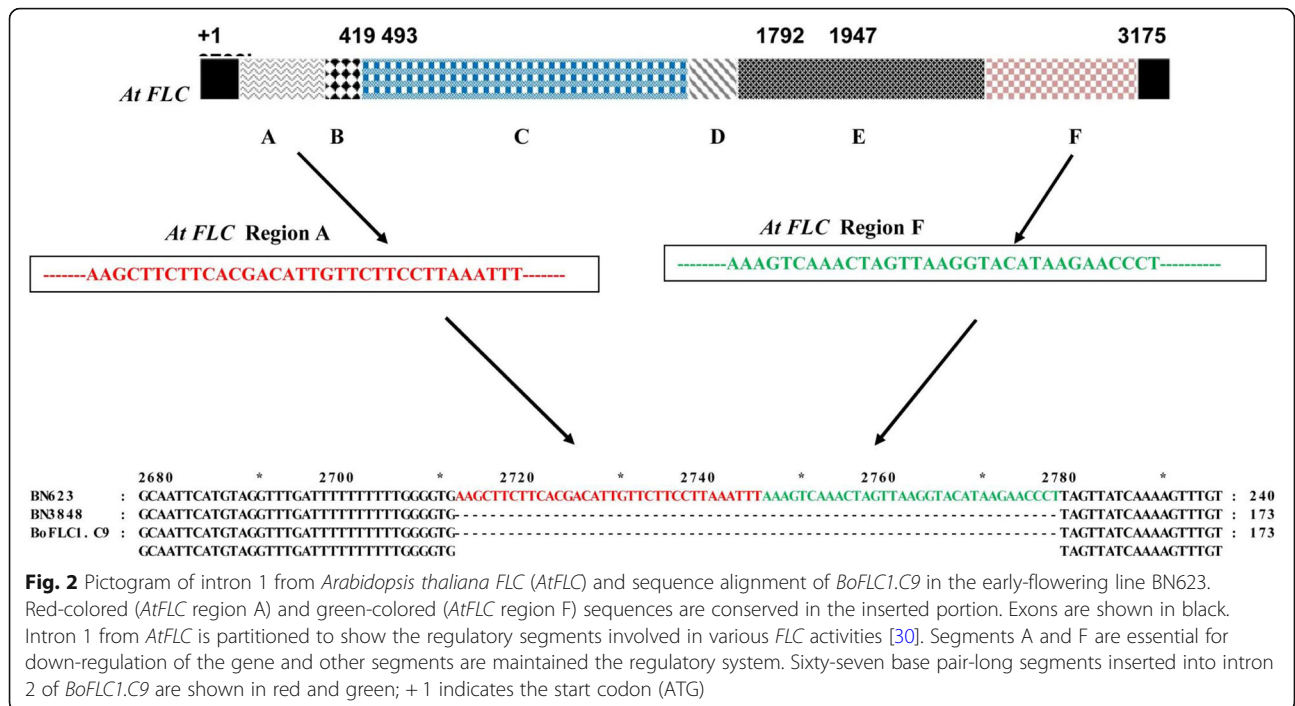 +1 419 493 1792 1947 3175
At FLC
A B C D E F
At FLC Region A
At FLC Region F
-------AAGCTTCTTCACGACATTGTTCTTCCTTAAATTT-------
--------AAAGTCAAACTAGTTAAGGTACATAAGAACCCT----------
2680 * 2700 * 2720 * 2740 * 2760 * 2780 *
BN623 : GCAATTCATGTAGGTTTGATTTTTTTTTTGGGGTGAAGCTTCTTCACGACATTGTTCTTCCTTAAATTTAAAGTCAAACTAGTTAAGGTACATAAGAACCCTTAGTTATCAAAAGTTTGT : 240
BN3848 : GCAATTCATGTAGGTTTGATTTTTTTTTTGGGGTG-------------------------------------------------------------------TAGTTATCAAAAGTTTGT : 173
BoFLC1. C9 : GCAATTCATGTAGGTTTGATTTTTTTTTTGGGGTG-------------------------------------------------------------------TAGTTATCAAAAGTTTGT : 173
GCAATTCATGTAGGTTTGATTTTTTTTTTGGGGTG TAGTTATCAAAAGTTTGT
Fig. 2 Pictogram of intron 1 from Arabidopsis thaliana FLC (AtFLC) and sequence alignment of BoFLC1.C9 in the early-flowering line BN623.
Red-colored (AtFLC region A) and green-colored (AtFLC region F) sequences are conserved in the inserted portion. Exons are shown in black.
Intron 1 from AtFLC is partitioned to show the regulatory segments involved in various FLC activities [30]. Segments A and F are essential for
down-regulation of the gene and other segments are maintained the regulatory system. Sixty-seven base pair-long segments inserted into intron
2 of BoFLC1.C9 are shown in red and green; + 1 indicates the start codon (ATG)